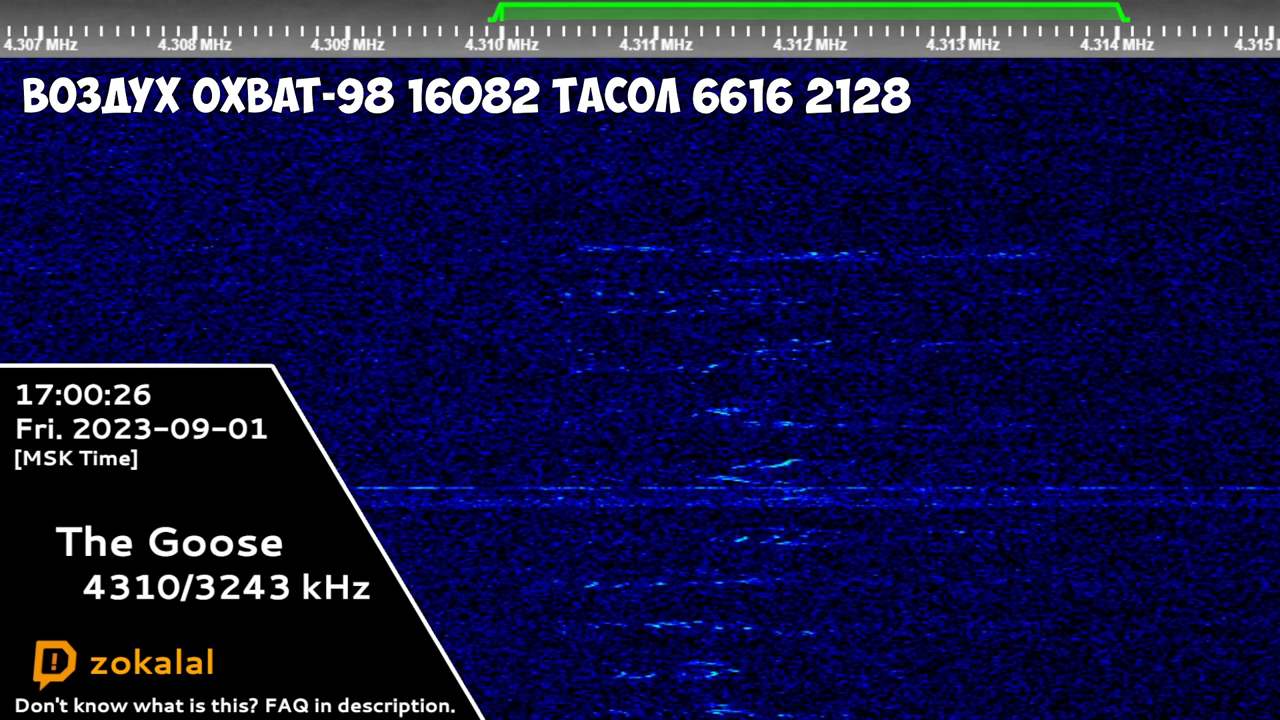 4.307 MHz 4.308 MHz 4.309 MHz 4.310 MHz 4.311 MHz 4.312 MHz 4.313 MHz 4.314 MHz 4.315
ВОЗДУХ ОХВАТ-98 16082 ТАСОЛ 6616 2128
17:00:26
Fri. 2023-09-01
[MSK Time]
The Goose
4310/3243 kHz
zokalal
Don't know what is this? FAQ in description.